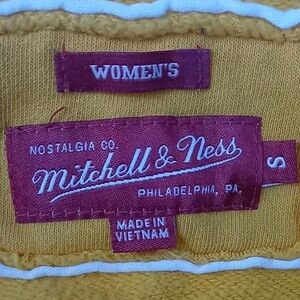 WOMEN'S
NOSTALGIA CO.
Mitchell & Ness
PHILADELPHIA, PA.
S
MADE IN
VIETNAM